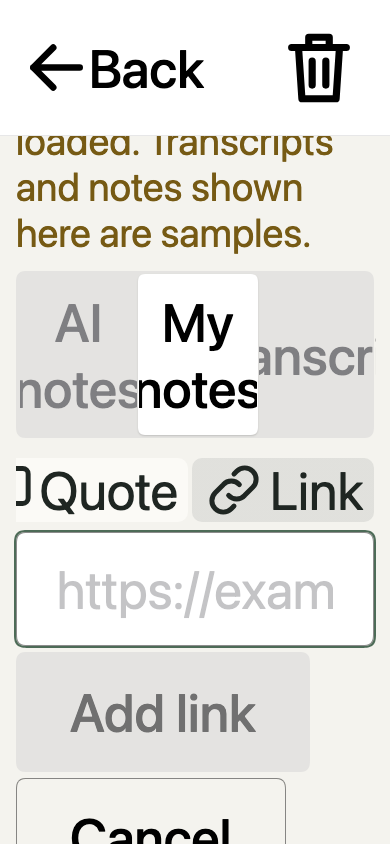 Back
loaded. Transcripts
and notes shown
here are samples.
AI
notes
My
notes
anscr
Quote
Link
https://exam
Add link
Cancel